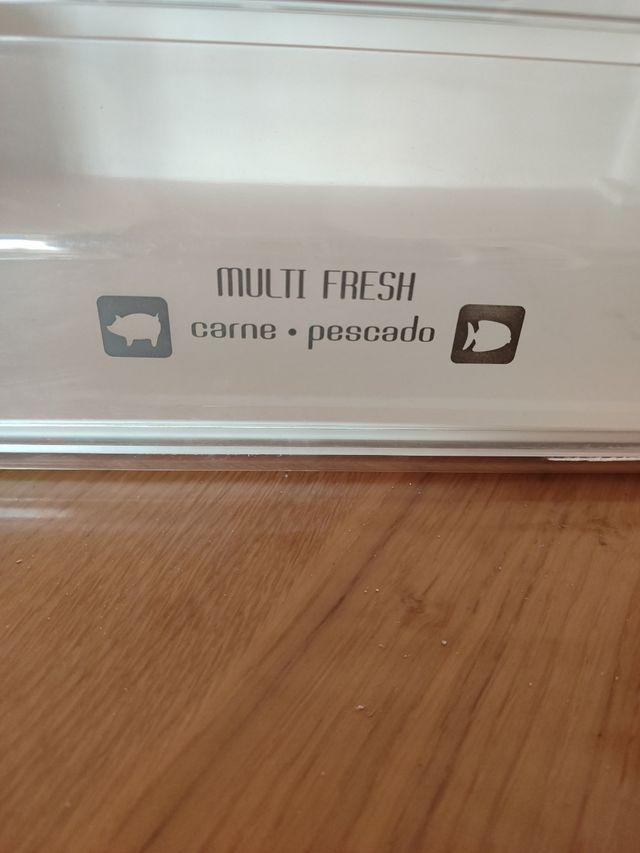 MULTI FRESH
carne • pescado